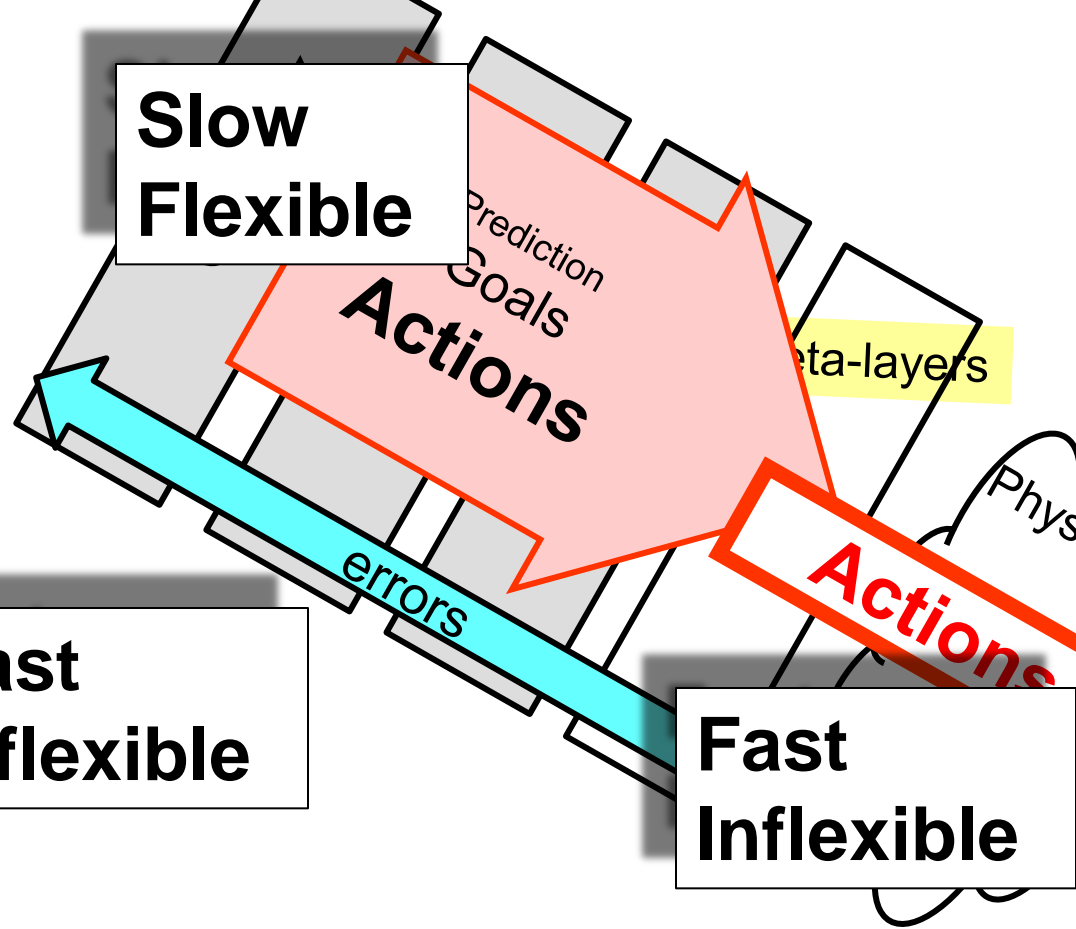 Slow
Flexible
Prediction
Goals
Actions
eta-layers
Phys
Actions
errors
ast
flexible
Fast
Inflexible